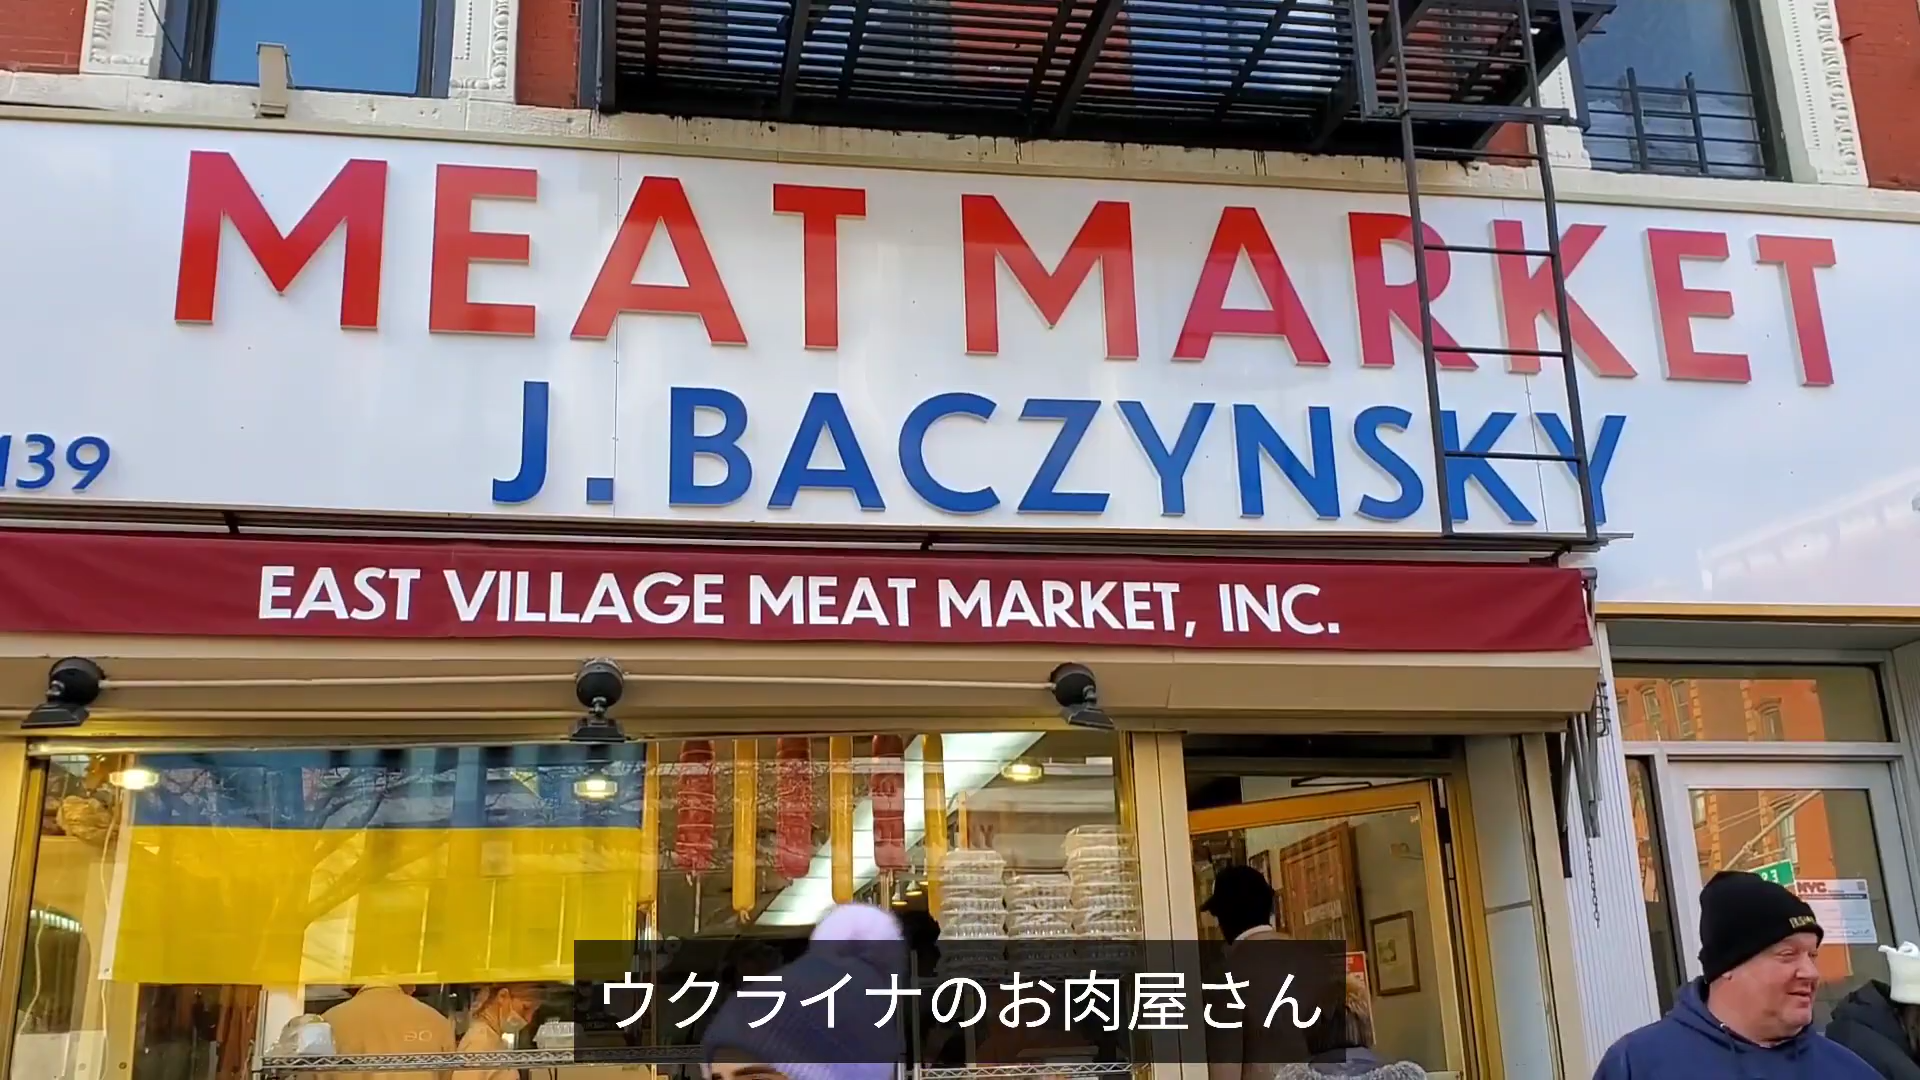 MEAT MARKET
J. BACZYNSKY
139
EAST VILLAGE MEAT MARKET, INC.
NYC
ウクライナのお肉屋さん